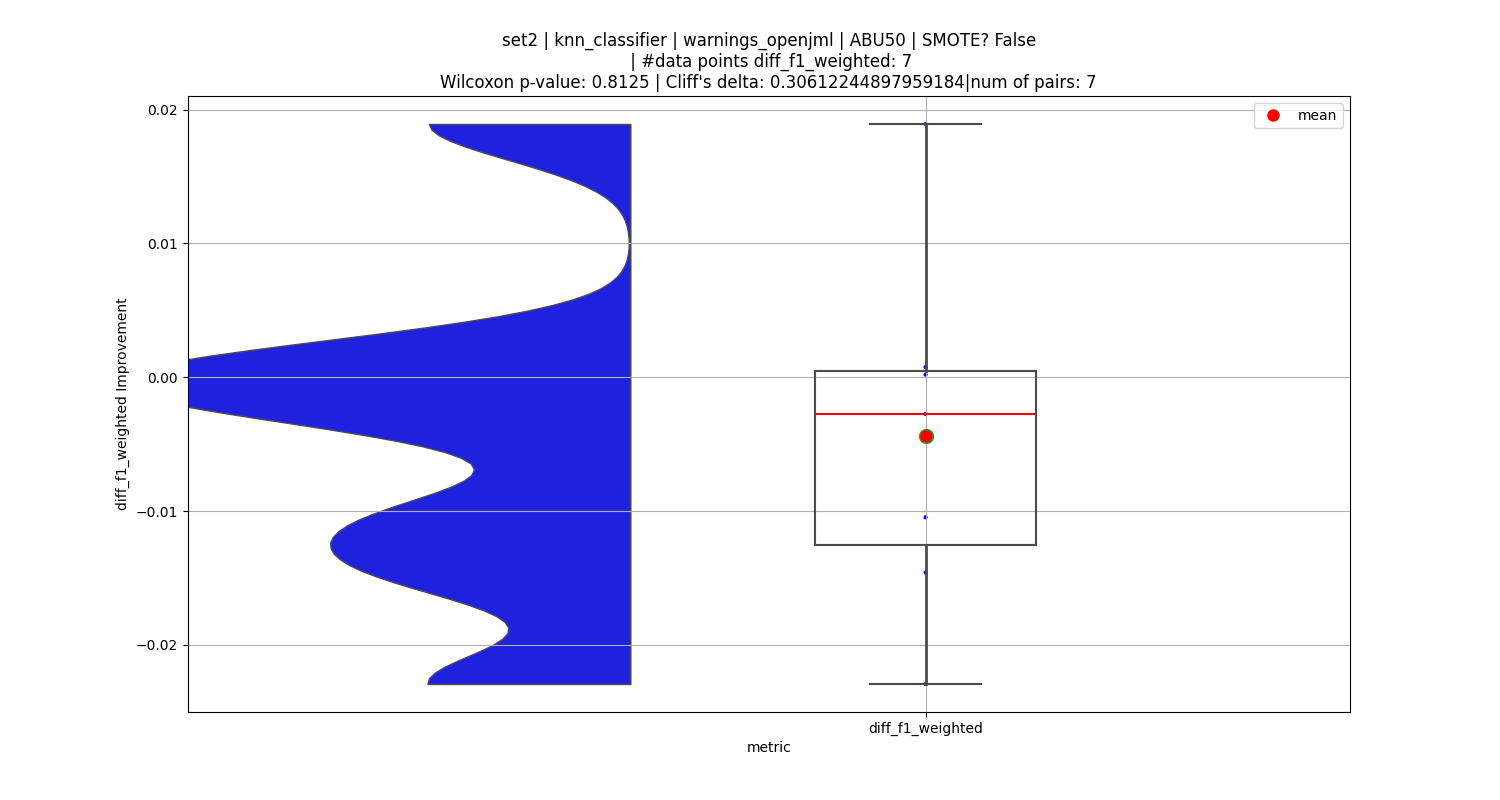 set2 | knn_classifier | warnings_openjml | ABU50 | SMOTE? False
| #data points diff_f1_weighted: 7
Wilcoxon p-value: 0.8125 | Cliff's delta: 0.30612244897959184|num of pairs: 7
mean
0.02
0.01
0.00
−0.01
−0.02
diff_f1_weighted Improvement
diff_f1_weighted
metric